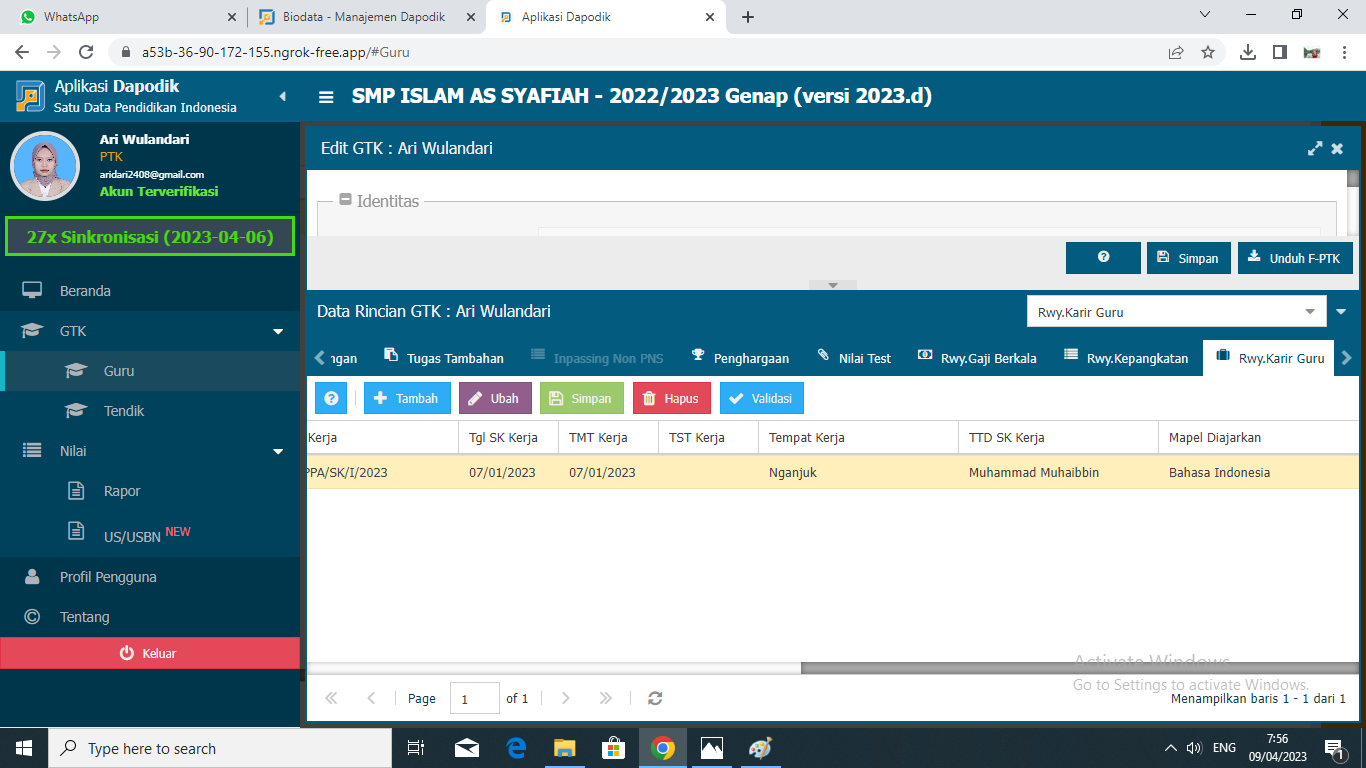 WhatsApp
Biodata - Manajemen Dapodik
Aplikasi Dapodik
a53b-36-90-172-155.ngrok-free.app/#Guru
Aplikasi Dapodik
Satu Data Pendidikan Indonesia
SMP ISLAM AS SYAFIAH - 2022/2023 Genap (versi 2023.d)
Ari Wulandari
PTK
aridari2408@gmail.com
Akun Terverifikasi
27x Sinkronisasi (2023-04-06)
Beranda
GTK
Guru
Tendik
Nilai
Rapor
US/USBN NEW
Profil Pengguna
Tentang
Keluar
Edit GTK : Ari Wulandari
Identitas
Simpan
Unduh F-PTK
Data Rincian GTK : Ari Wulandari
Rwy.Karir Guru
ngan
Tugas Tambahan
Inpassing Non PNS
Penghargaan
Nilai Test
Rwy.Gaji Berkala
Rwy.Kepangkatan
Rwy.Karir Guru
Tambah
Ubah
Simpan
Hapus
Validasi
Kerja
Tgl SK Kerja
TMT Kerja
TST Kerja
Tempat Kerja
TTD SK Kerja
Mapel Diajarkan
PPA/SK/I/2023
07/01/2023
07/01/2023
Nganjuk
Muhammad Muhaibbin
Bahasa Indonesia
Activate Windows
Go to Settings to activate Windows.
Page 1 of 1
Menampilkan baris 1 - 1 dari 1
Type here to search
ENG
7:56
09/04/2023
1